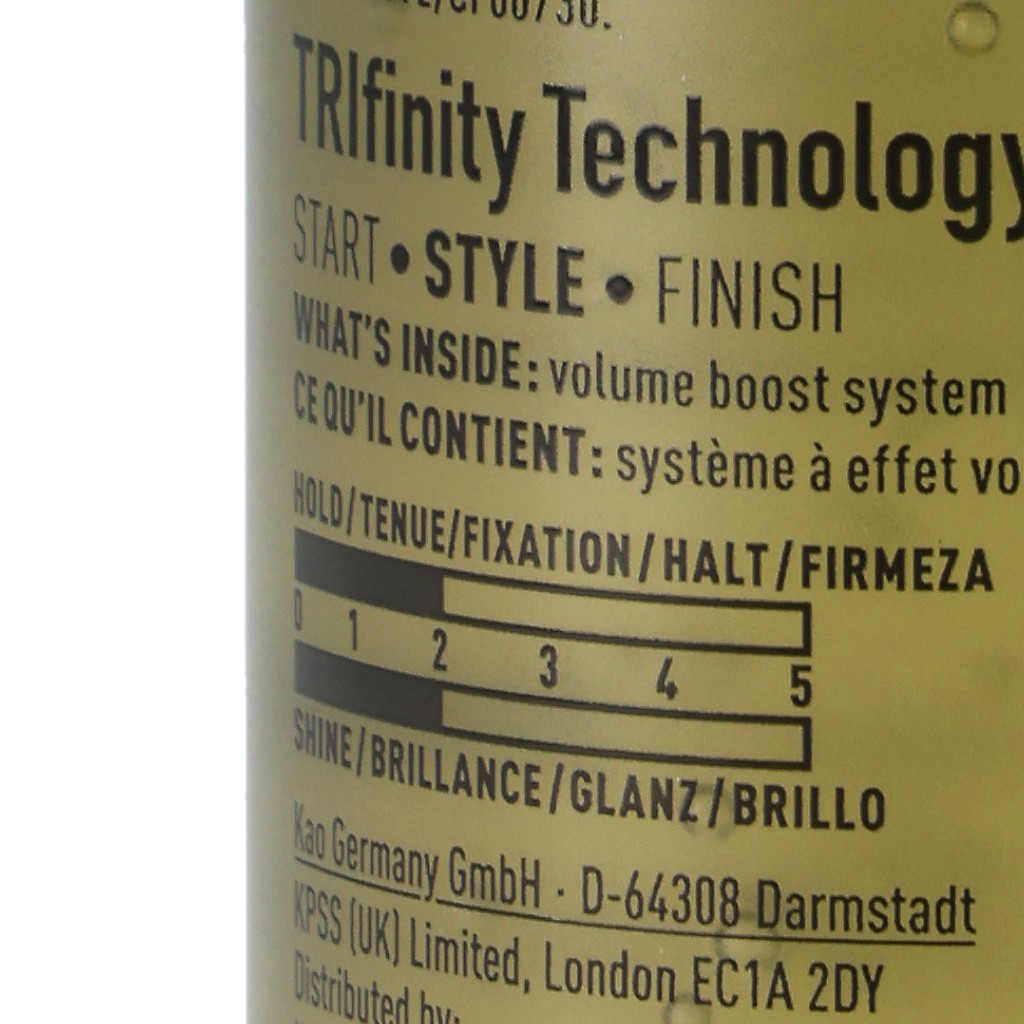 TRIfinity Technology
START • STYLE • FINISH
WHAT'S INSIDE: volume boost system
CE QU'IL CONTIENT: système à effet vo
HOLD/TENUE/FIXATION/HALT/FIRMEZA
0 1 2 3 4 5
SHINE/BRILLANCE/GLANZ/BRILLO
Kao Germany GmbH · D-64308 Darmstadt
KPSS (UK) Limited, London EC1A 2DY
Distributed by: